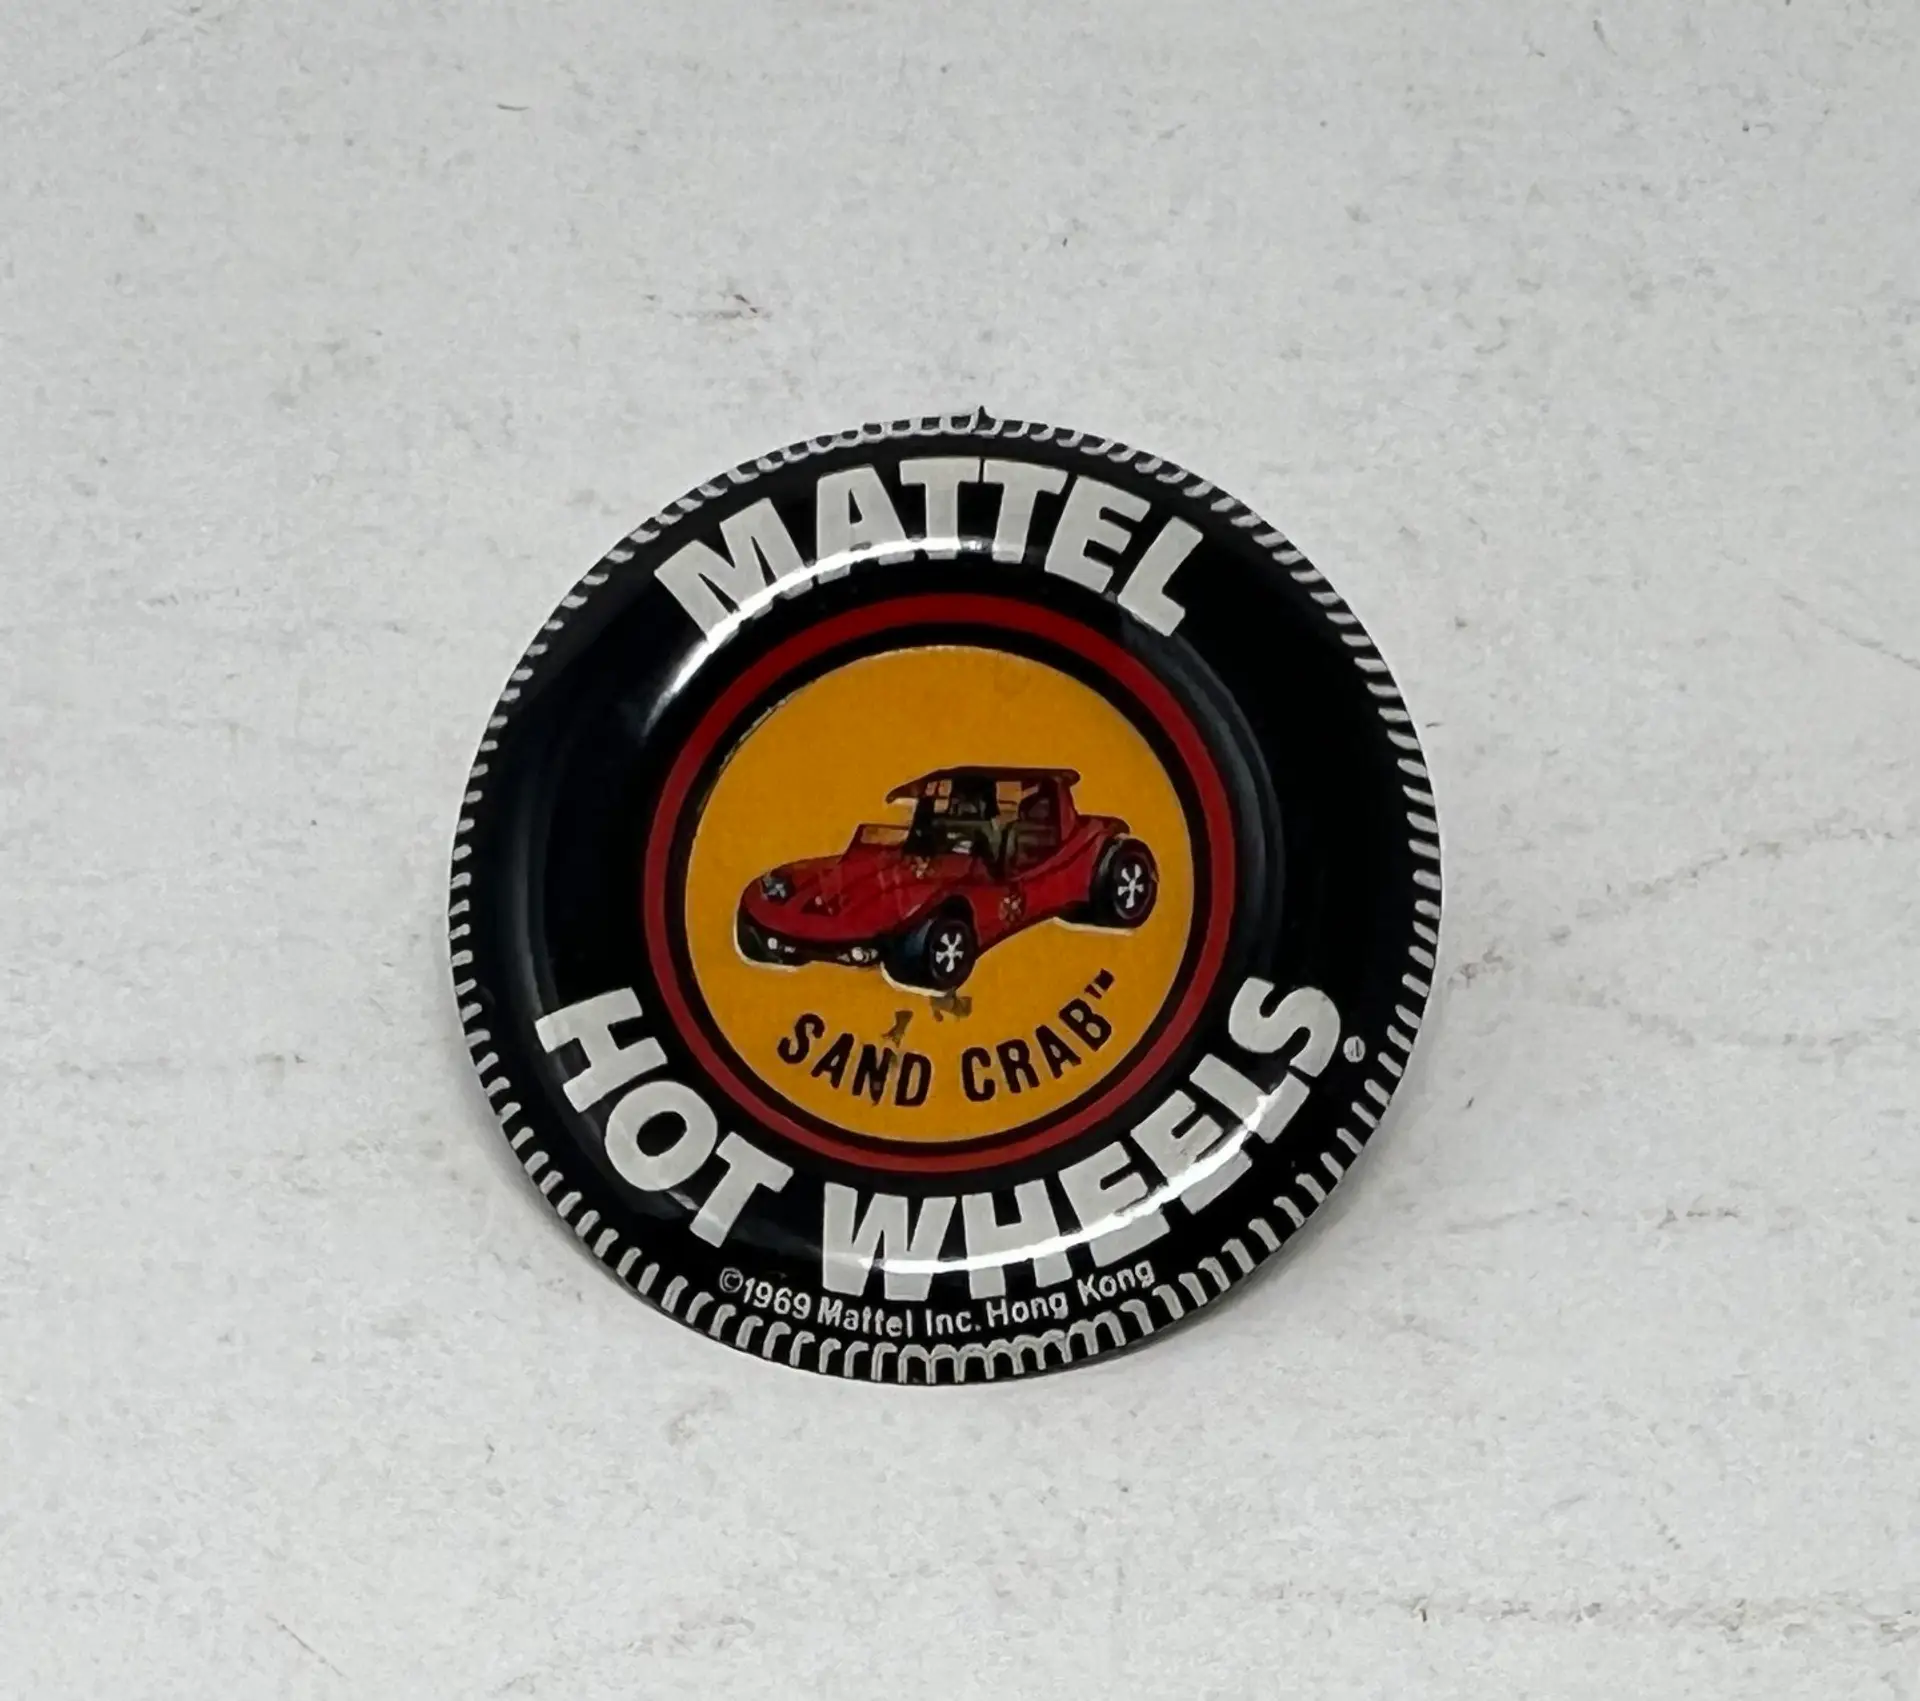 MATTEL
SAND CRAB™
HOT WHEELS®
©1969 Mattel Inc. Hong Kong